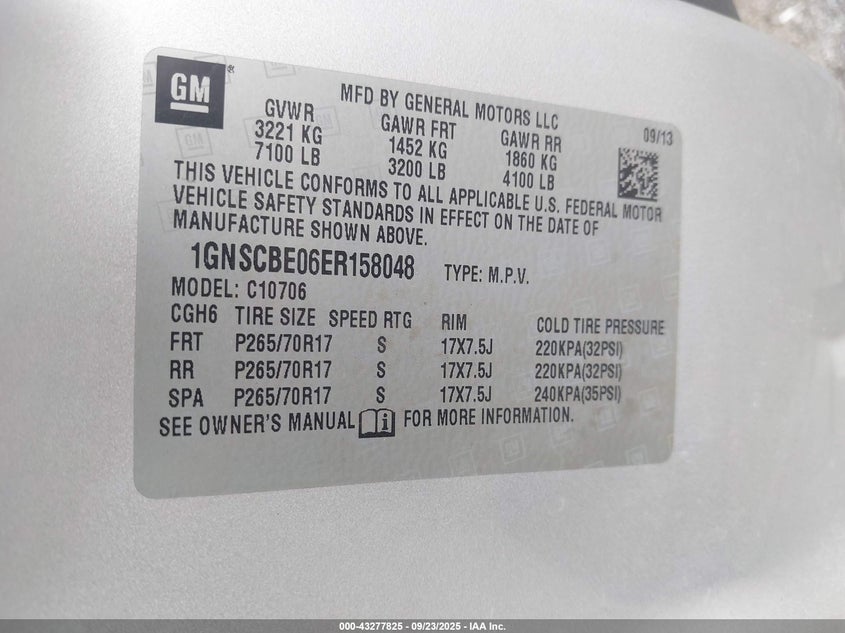 GM®
MFD BY GENERAL MOTORS LLC
09/13
GVWR GAWR FRT GAWR RR
3221 KG 1452 KG 1860 KG
7100 LB 3200 LB 4100 LB
THIS VEHICLE CONFORMS TO ALL APPLICABLE U.S. FEDERAL MOTOR
VEHICLE SAFETY STANDARDS IN EFFECT ON THE DATE OF
MANUFACTURE SHOWN ABOVE.
1GNSCBE06ER158048 TYPE: M.P.V.
MODEL: C10706
CGH6 TIRE SIZE SPEED RTG RIM COLD TIRE PRESSURE
FRT P265/70R17 S 17X7.5J 220KPA(32PSI)
RR P265/70R17 S 17X7.5J 220KPA(32PSI)
SPA P265/70R17 S 17X7.5J 240KPA(35PSI)
SEE OWNER'S MANUAL FOR MORE INFORMATION.
000-43277825 - 09/23/2025 - IAA Inc.